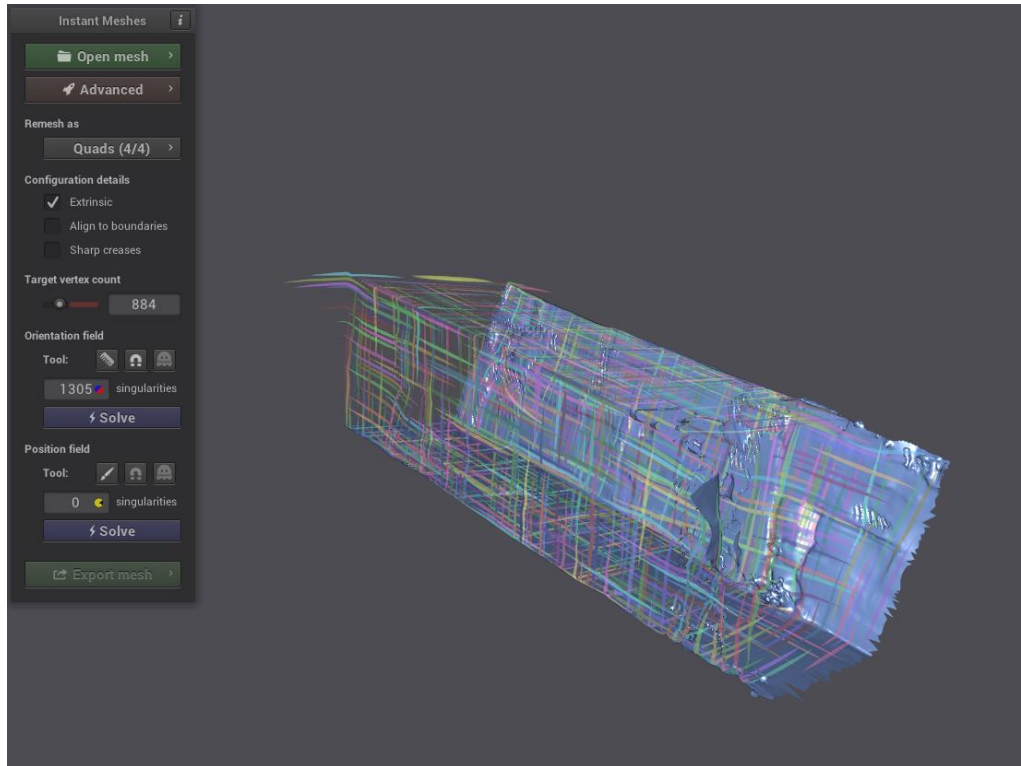 Instant Meshes i
Open mesh
Advanced
Remesh as
Quads (4/4)
Configuration details
Extrinsic
Align to boundaries
Sharp creases
Target vertex count
884
Orientation field
Tool:
1305 singularities
Solve
Position field
Tool:
0 singularities
Solve
Export mesh